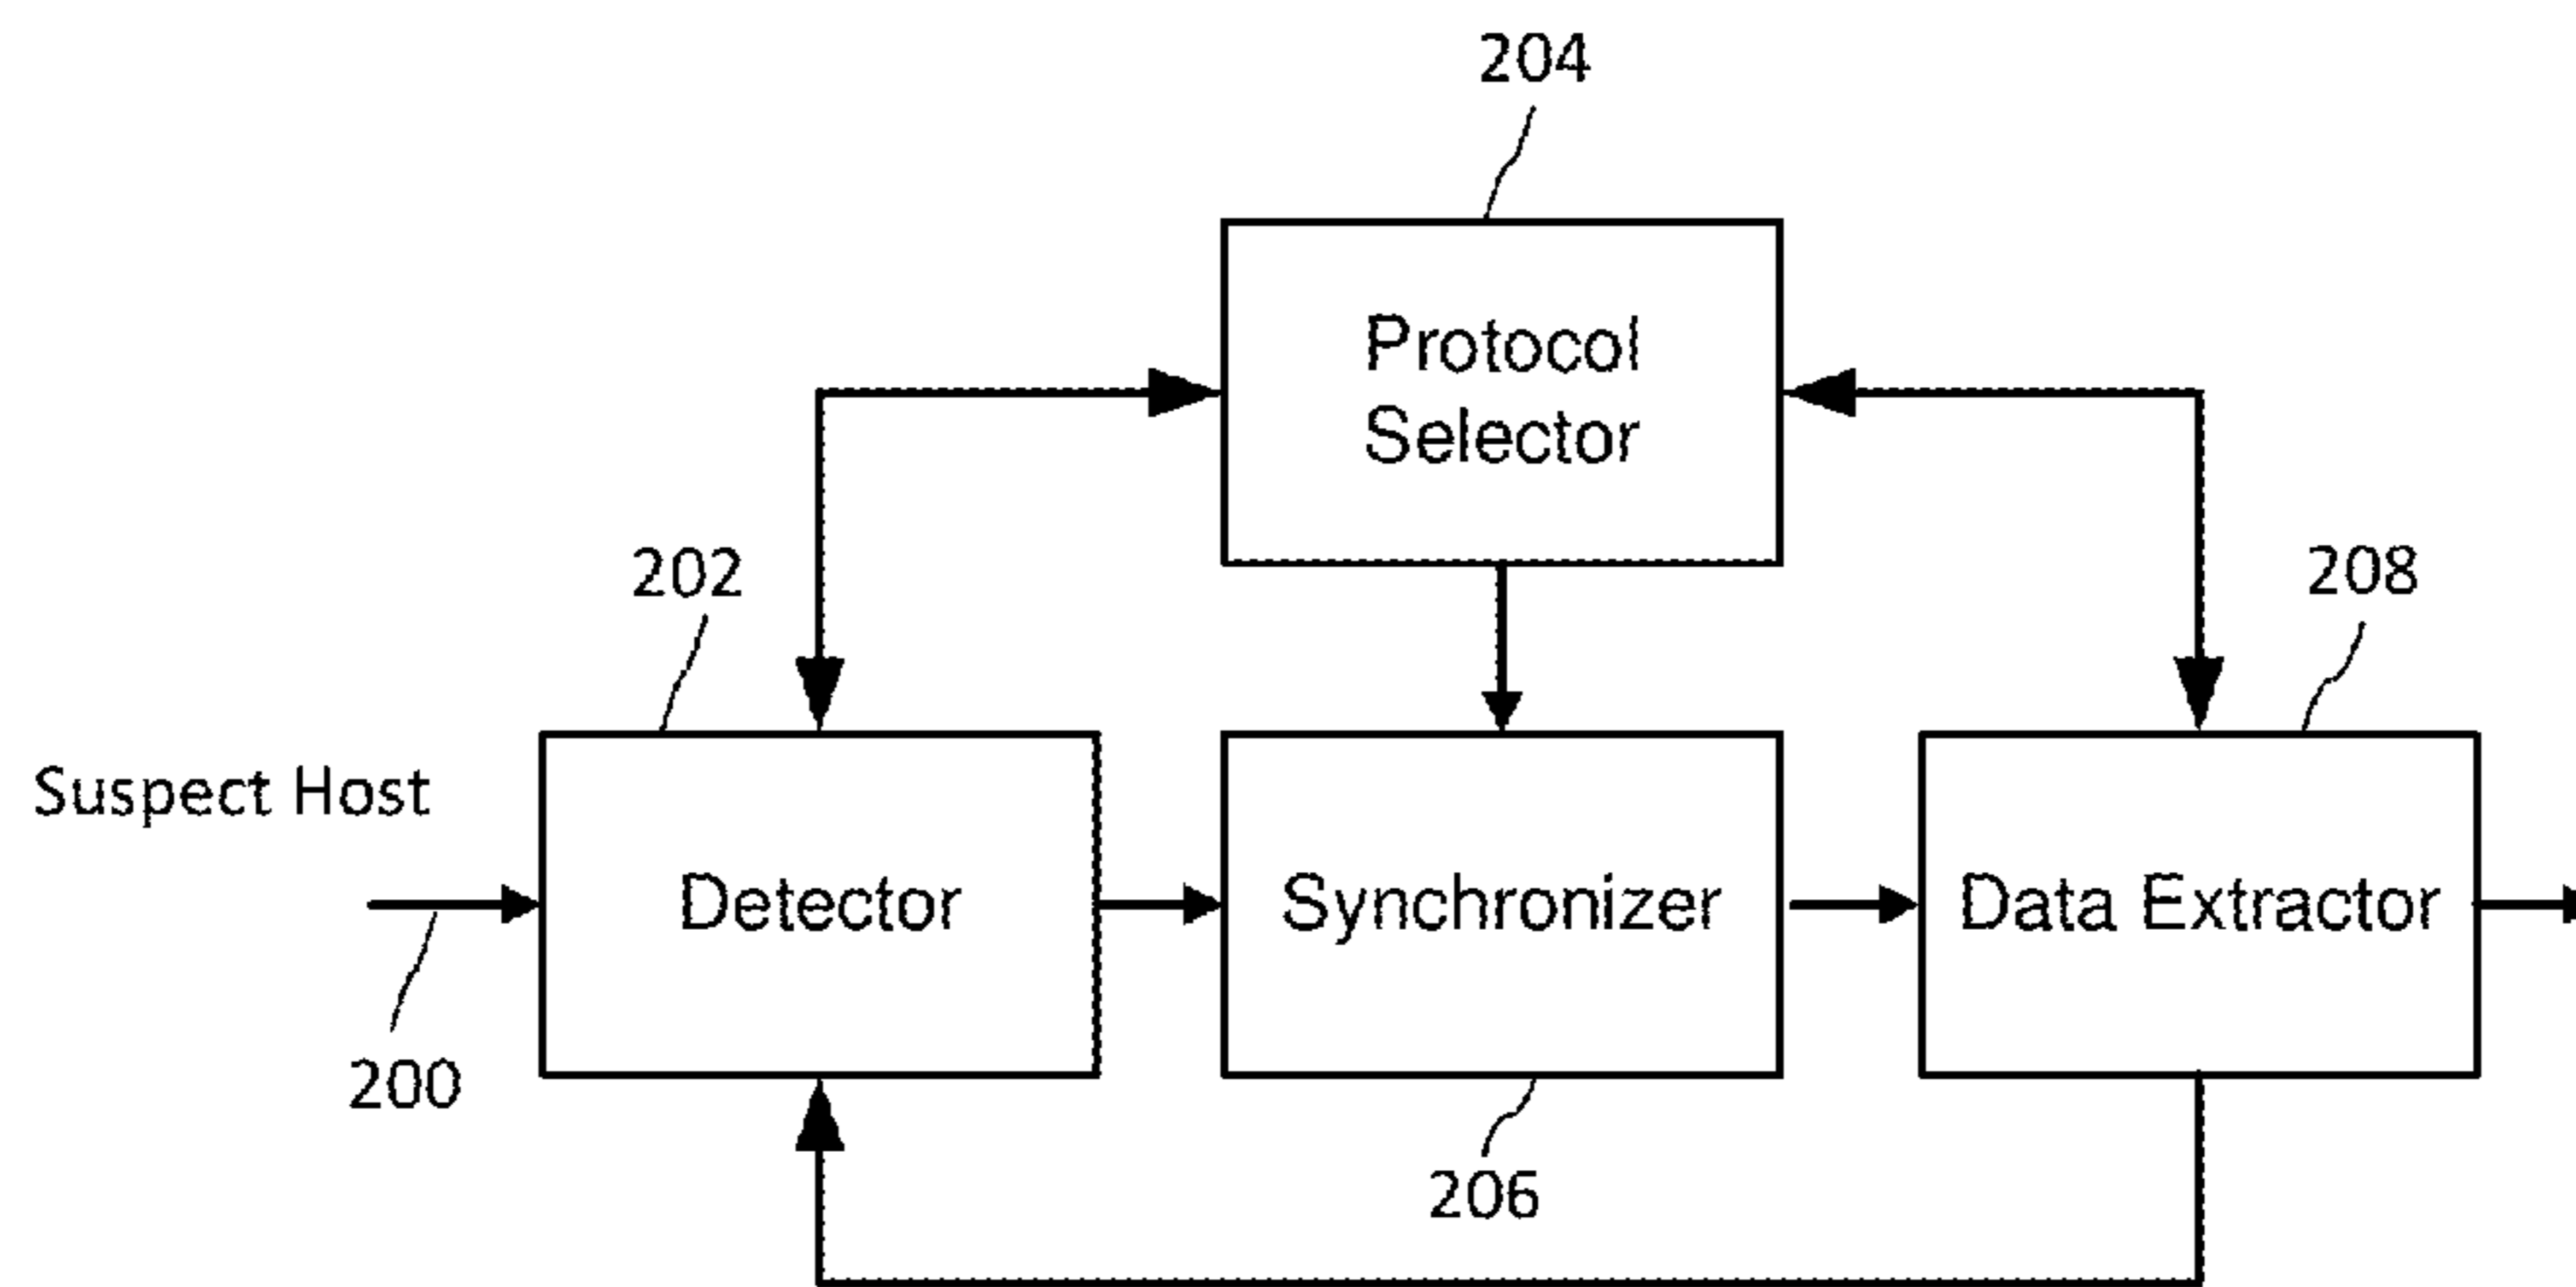 204
Protocol
Selector
202
208
Suspect Host
Detector
Synchronizer
Data Extractor
200
206